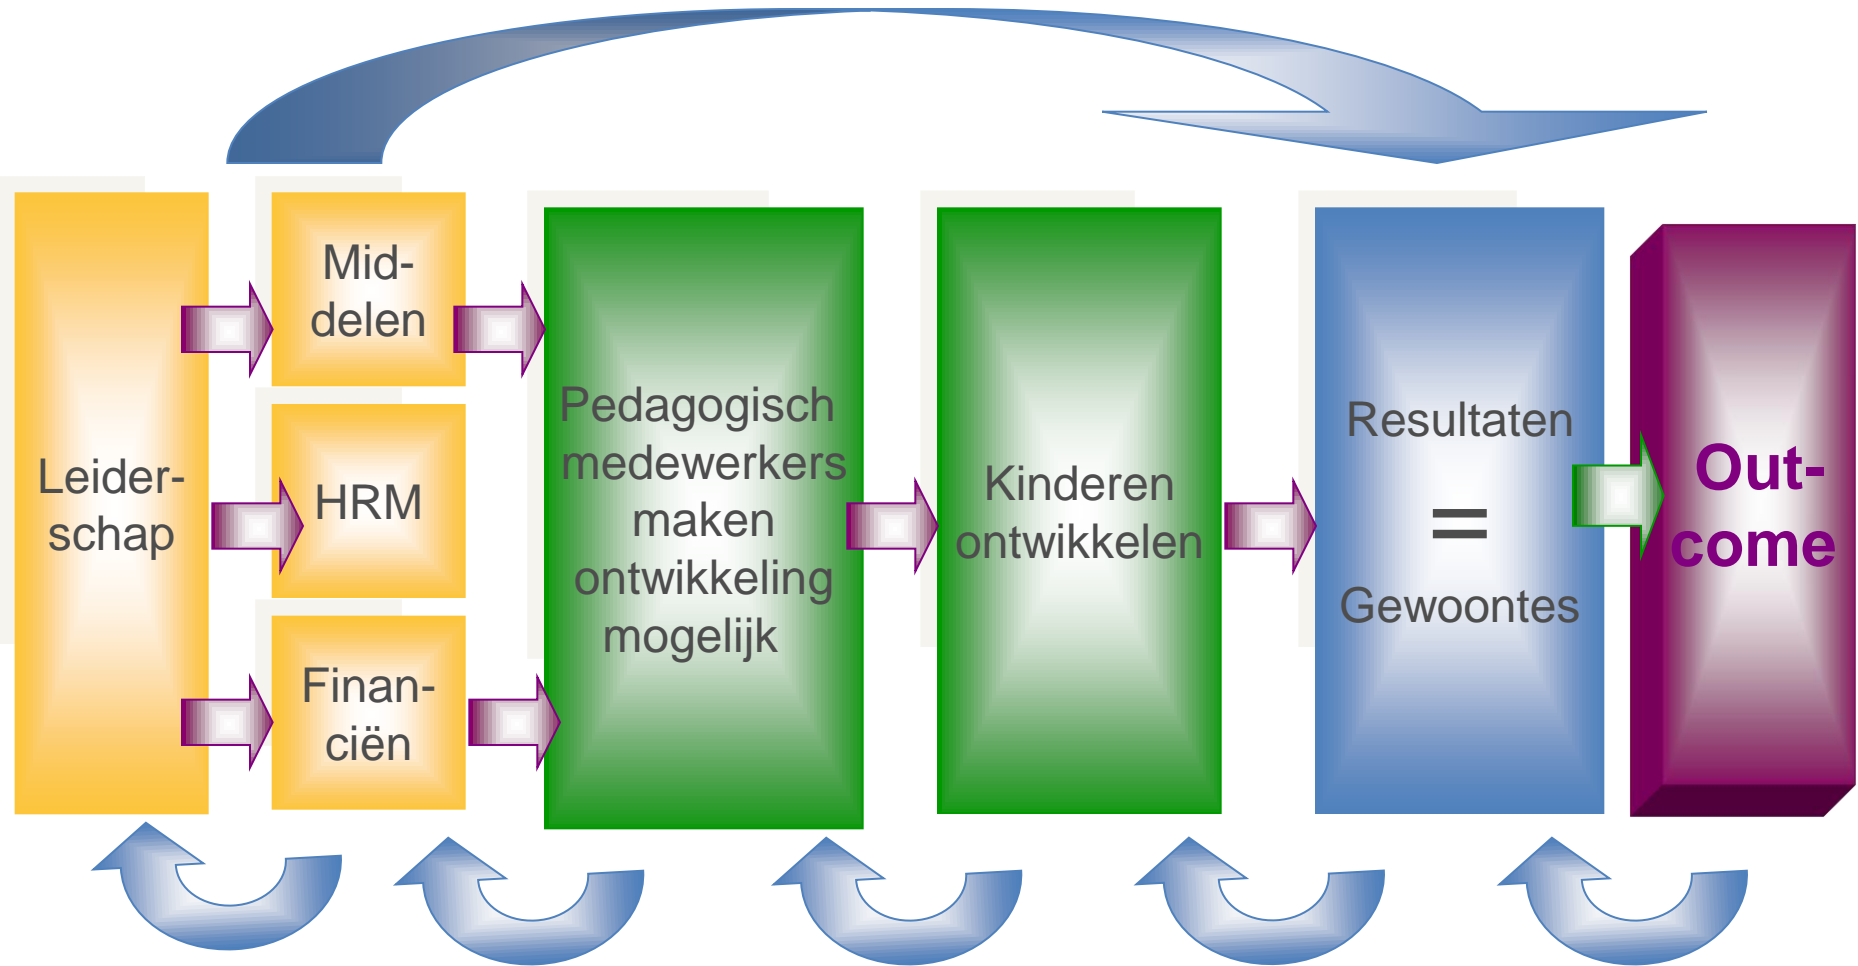 Leider-
schap
Mid-
delen
HRM
Finan-
ciën
Pedagogisch
medewerkers
maken
ontwikkeling
mogelijk
Kinderen
ontwikkelen
Resultaten
=
Gewoontes
Out-
come